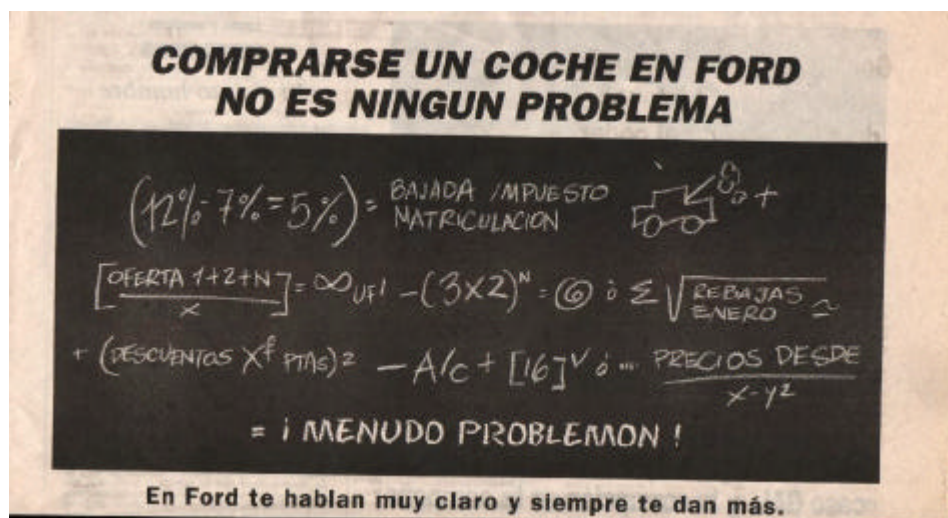 COMPRARSE UN COCHE EN FORD
NO ES NINGUN PROBLEMA
(12%-7%=5%)= BAJADA IMPUESTO
MATRICULACION +
[OFERTA 1+2+N]= ∞UF! -(3X2)ᴺ = ⑥ ó Σ √REBAJAS
X ENERO ≃
+ (DESCUENTOS Xᶠ PTAS)2 - A/C + [16]ⱽ ó ... PRECIOS DESDE
X-Y²
= ¡ MENUDO PROBLEMON !
En Ford te hablan muy claro y siempre te dan más.